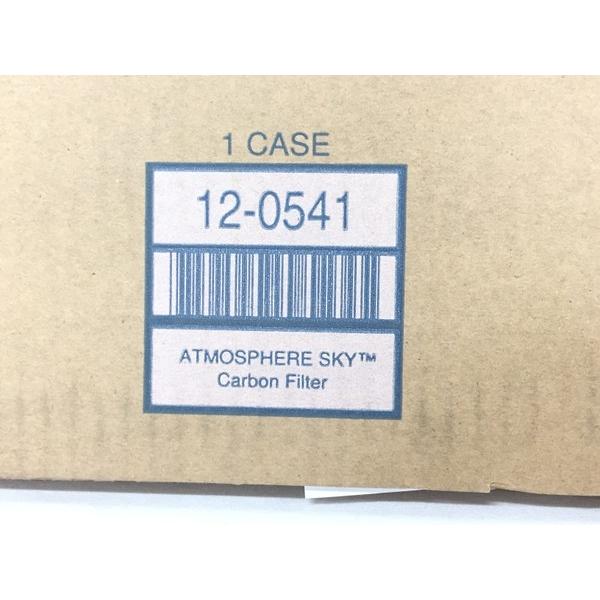 1 CASE
12-0541
ATMOSPHERE SKY™
Carbon Filter